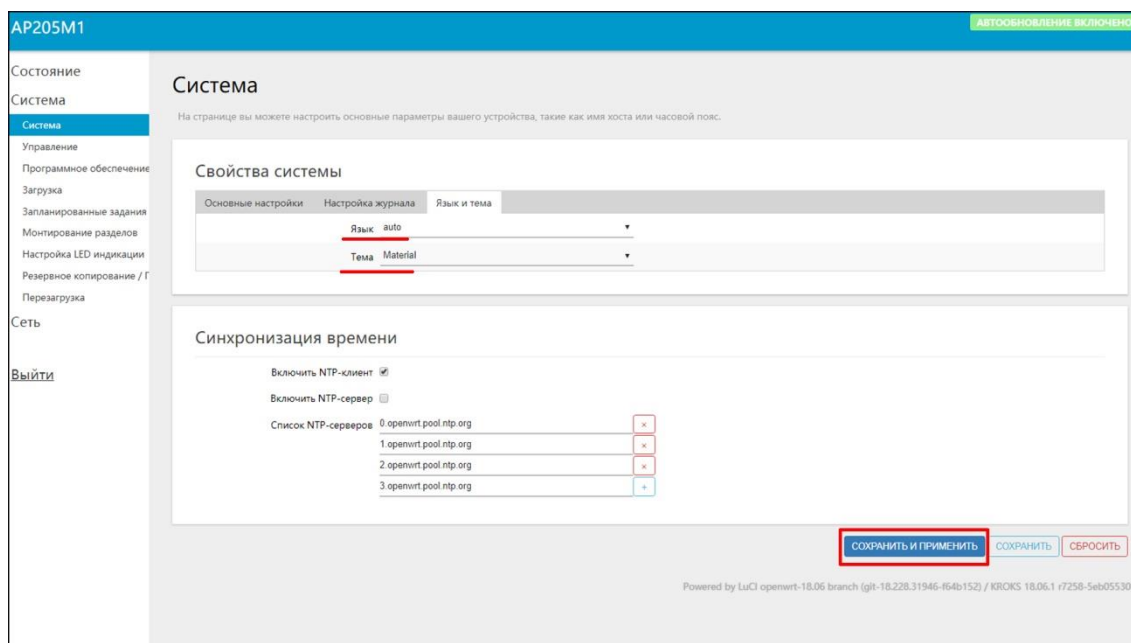 AP205M1
АВТООБНОВЛЕНИЕ ВКЛЮЧЕНО
Состояние
Система
Система
Управление
Программное обеспечение
Загрузка
Запланированные задания
Монтирование разделов
Настройка LED индикации
Резервное копирование / П
Перезагрузка
Сеть
Выйти
Система
На странице вы можете настроить основные параметры вашего устройства, такие как имя хоста или часовой пояс.
Свойства системы
Основные настройки Настройка журнала Язык и тема
Язык auto
Тема Material
Синхронизация времени
Включить NTP-клиент
Включить NTP-сервер
Список NTP-серверов 0.openwrt.pool.ntp.org
1.openwrt.pool.ntp.org
2.openwrt.pool.ntp.org
3.openwrt.pool.ntp.org
СОХРАНИТЬ И ПРИМЕНИТЬ СОХРАНИТЬ СБРОСИТЬ
Powered by LuCI openwrt-18.06 branch (git-18.228.31946-f64b152) / KROKS 18.06.1 r7258-5eb05530